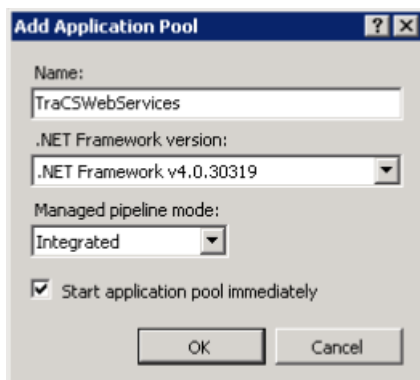 Add Application Pool
Name:
TraCSWebServices
.NET Framework version:
.NET Framework v4.0.30319
Managed pipeline mode:
Integrated
Start application pool immediately
OK Cancel